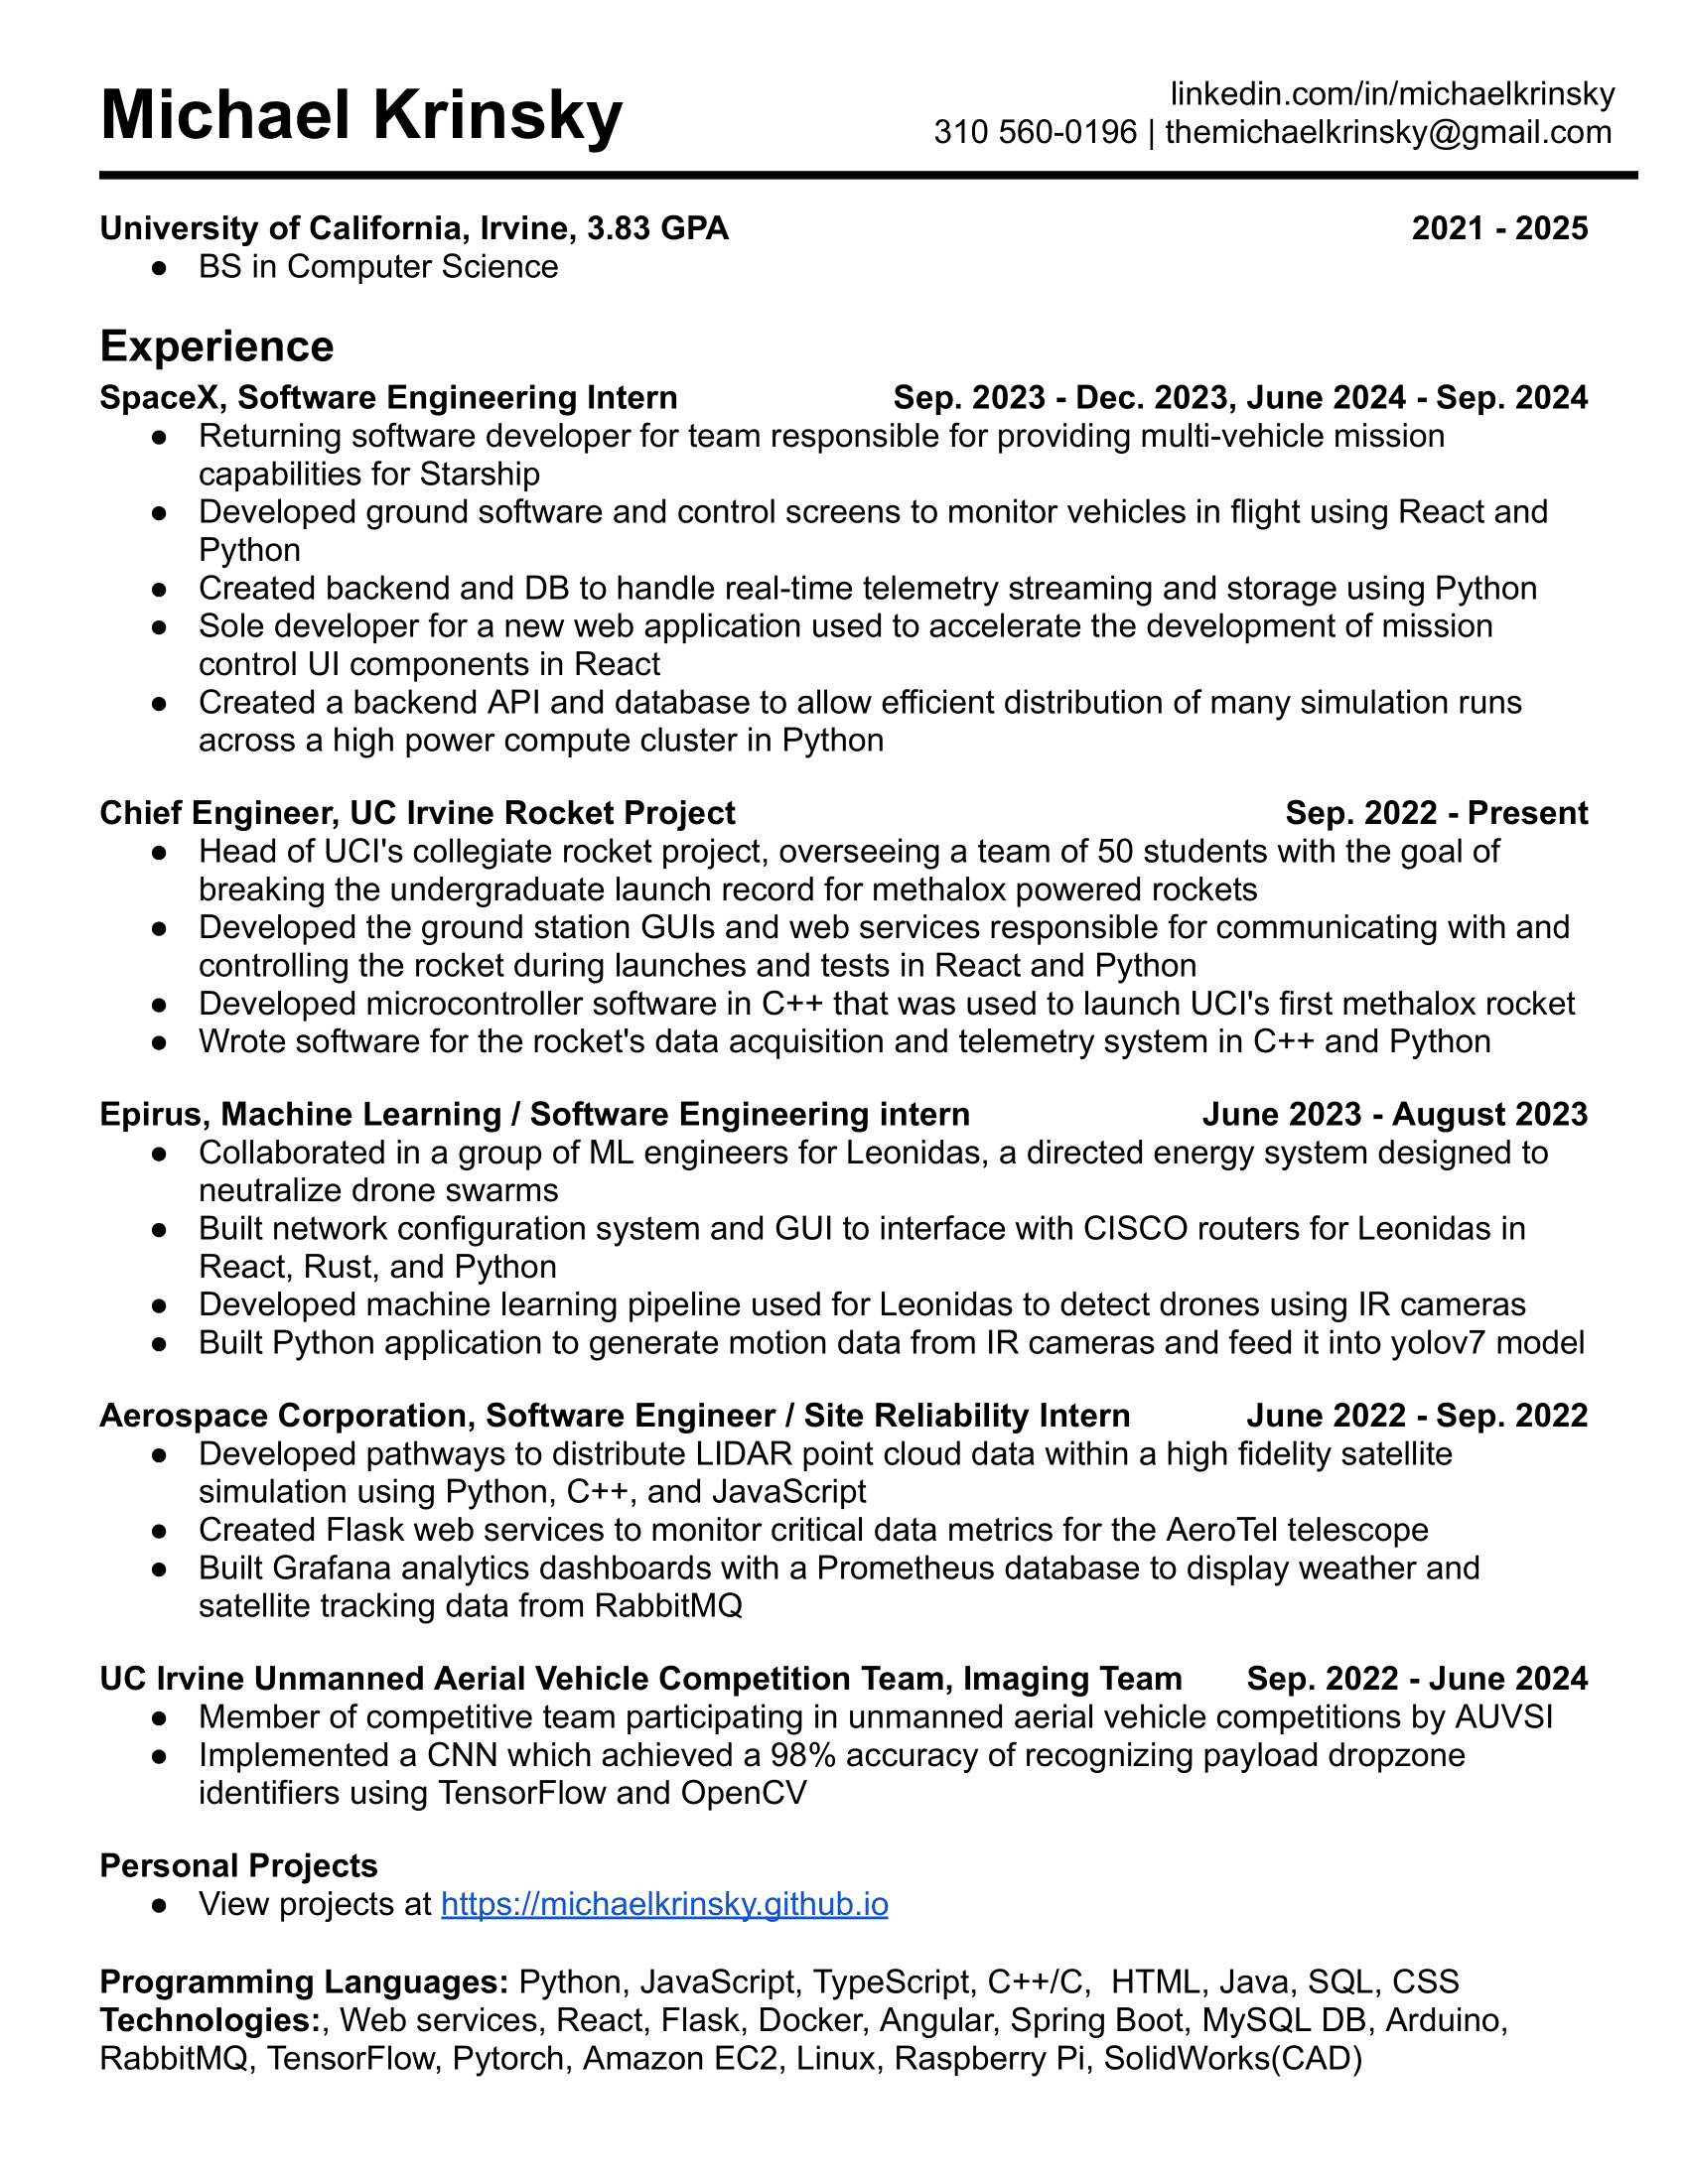 Michael Krinsky
linkedin.com/in/michaelkrinsky
310 560-0196 | themichaelkrinsky@gmail.com
University of California, Irvine, 3.83 GPA 2021 - 2025
● BS in Computer Science
Experience
SpaceX, Software Engineering Intern Sep. 2023 - Dec. 2023, June 2024 - Sep. 2024
● Returning software developer for team responsible for providing multi-vehicle mission
capabilities for Starship
● Developed ground software and control screens to monitor vehicles in flight using React and
Python
● Created backend and DB to handle real-time telemetry streaming and storage using Python
● Sole developer for a new web application used to accelerate the development of mission
control UI components in React
● Created a backend API and database to allow efficient distribution of many simulation runs
across a high power compute cluster in Python
Chief Engineer, UC Irvine Rocket Project Sep. 2022 - Present
● Head of UCI's collegiate rocket project, overseeing a team of 50 students with the goal of
breaking the undergraduate launch record for methalox powered rockets
● Developed the ground station GUIs and web services responsible for communicating with and
controlling the rocket during launches and tests in React and Python
● Developed microcontroller software in C++ that was used to launch UCI's first methalox rocket
● Wrote software for the rocket's data acquisition and telemetry system in C++ and Python
Epirus, Machine Learning / Software Engineering intern June 2023 - August 2023
● Collaborated in a group of ML engineers for Leonidas, a directed energy system designed to
neutralize drone swarms
● Built network configuration system and GUI to interface with CISCO routers for Leonidas in
React, Rust, and Python
● Developed machine learning pipeline used for Leonidas to detect drones using IR cameras
● Built Python application to generate motion data from IR cameras and feed it into yolov7 model
Aerospace Corporation, Software Engineer / Site Reliability Intern June 2022 - Sep. 2022
● Developed pathways to distribute LIDAR point cloud data within a high fidelity satellite
simulation using Python, C++, and JavaScript
● Created Flask web services to monitor critical data metrics for the AeroTel telescope
● Built Grafana analytics dashboards with a Prometheus database to display weather and
satellite tracking data from RabbitMQ
UC Irvine Unmanned Aerial Vehicle Competition Team, Imaging Team Sep. 2022 - June 2024
● Member of competitive team participating in unmanned aerial vehicle competitions by AUVSI
● Implemented a CNN which achieved a 98% accuracy of recognizing payload dropzone
identifiers using TensorFlow and OpenCV
Personal Projects
● View projects at https://michaelkrinsky.github.io
Programming Languages: Python, JavaScript, TypeScript, C++/C,  HTML, Java, SQL, CSS
Technologies:, Web services, React, Flask, Docker, Angular, Spring Boot, MySQL DB, Arduino,
RabbitMQ, TensorFlow, Pytorch, Amazon EC2, Linux, Raspberry Pi, SolidWorks(CAD)